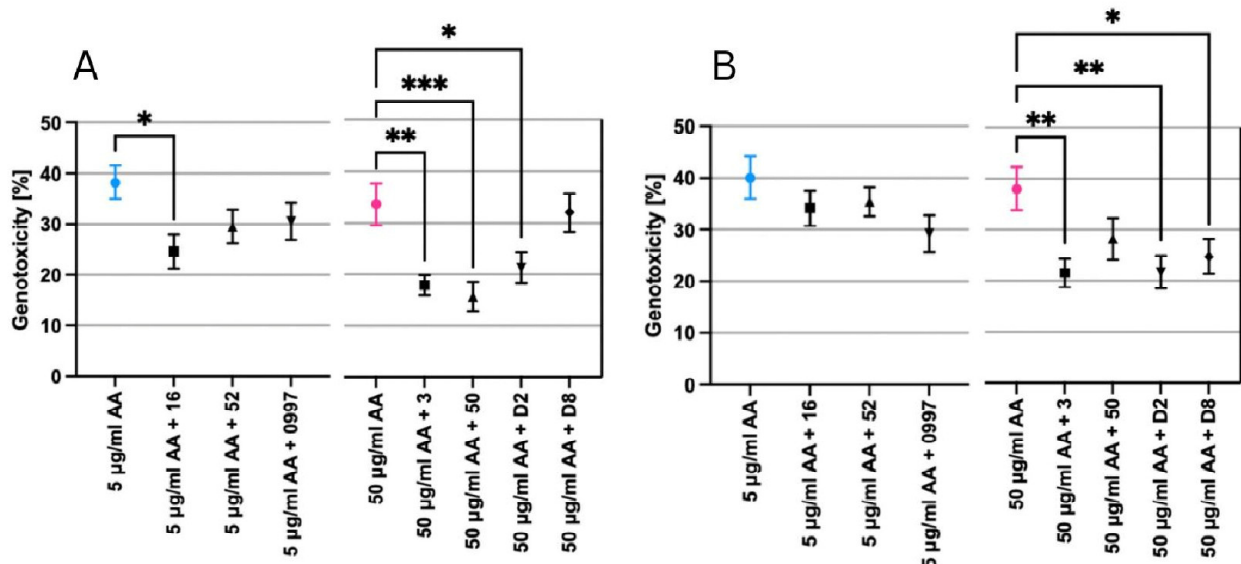 A
B
Genotoxicity [%]
50
40
30
20
10
0
*
**
***
*
5 µg/ml AA
5 µg/ml AA + 16
5 µg/ml AA + 52
5 µg/ml AA + 0997
50 µg/ml AA
50 µg/ml AA + 3
50 µg/ml AA + 50
50 µg/ml AA + D2
50 µg/ml AA + D8
Genotoxicity [%]
50
40
30
20
10
0
**
**
*
5 µg/ml AA
5 µg/ml AA + 16
5 µg/ml AA + 52
5 µg/ml AA + 0997
50 µg/ml AA
50 µg/ml AA + 3
50 µg/ml AA + 50
50 µg/ml AA + D2
50 µg/ml AA + D8